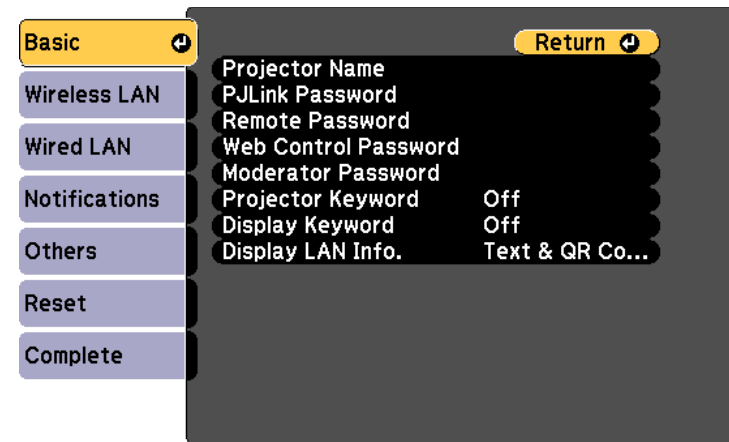 Basic
Wireless LAN
Wired LAN
Notifications
Others
Reset
Complete
Return
Projector Name
PJLink Password
Remote Password
Web Control Password
Moderator Password
Projector Keyword Off
Display Keyword Off
Display LAN Info. Text & QR Co...